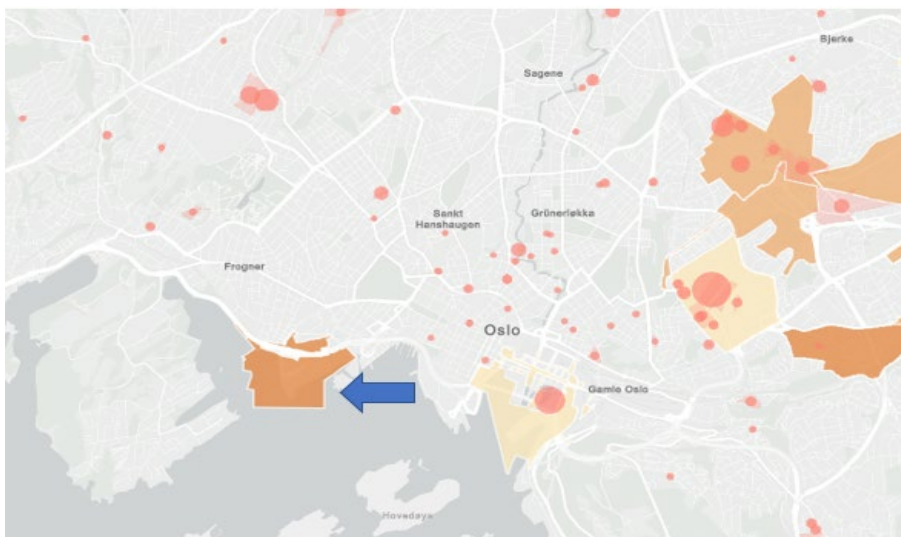 Bjerke
Sagene
Sankt
Hanshaugen
Grünerløkka
Frogner
Oslo
Gamle Oslo
Hovedøya